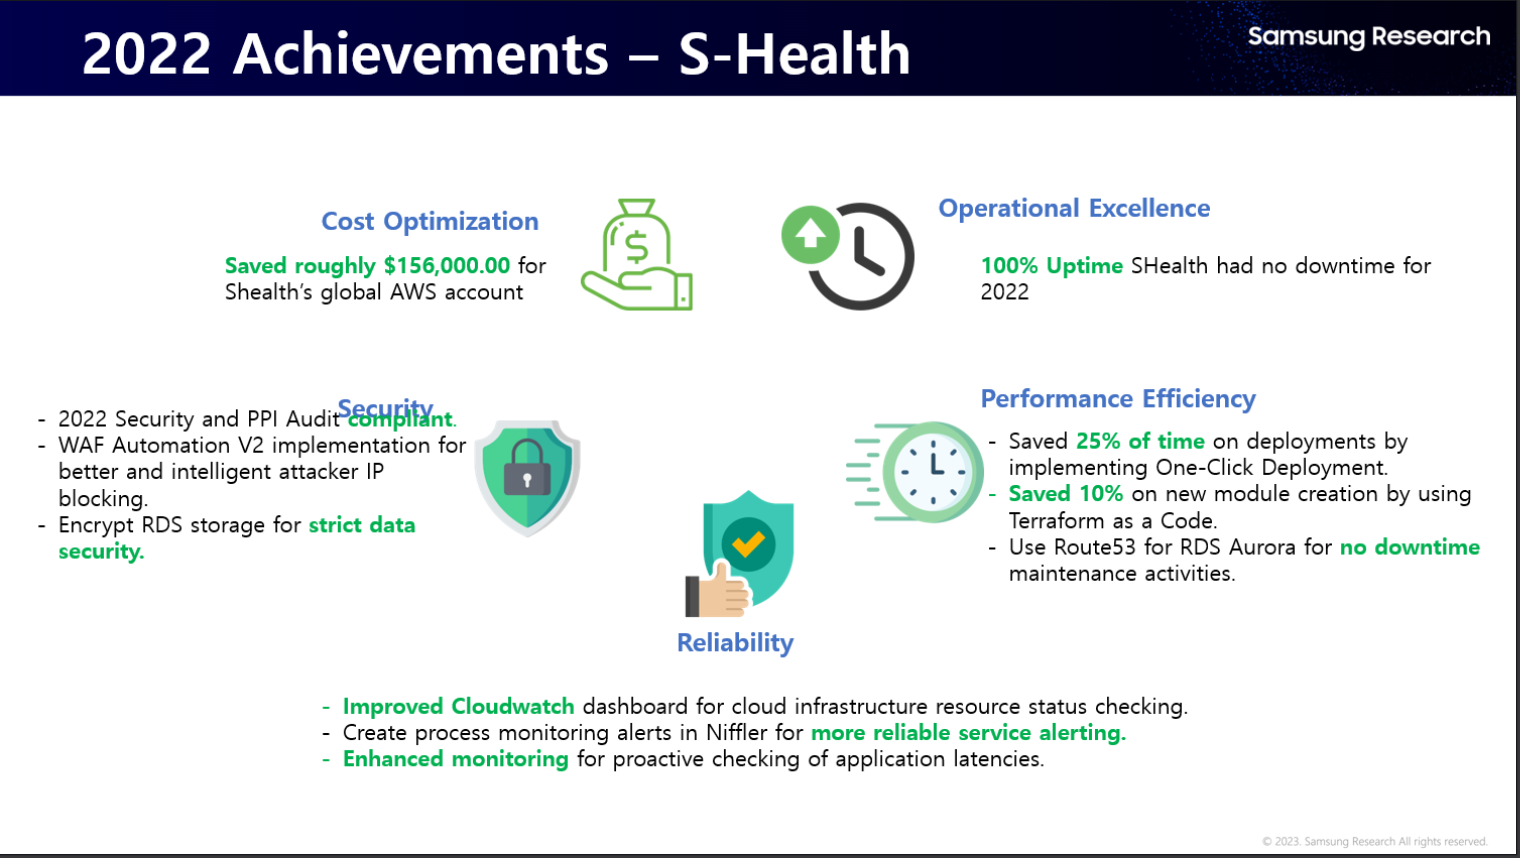 2022 Achievements – S-Health
Samsung Research
Cost Optimization
Saved roughly $156,000.00 for
Shealth’s global AWS account
Operational Excellence
100% Uptime SHealth had no downtime for
2022
Security
- 2022 Security and PPI Audit compliant.
- WAF Automation V2 implementation for
better and intelligent attacker IP
blocking.
- Encrypt RDS storage for strict data
security.
Performance Efficiency
- Saved 25% of time on deployments by
implementing One-Click Deployment.
- Saved 10% on new module creation by using
Terraform as a Code.
- Use Route53 for RDS Aurora for no downtime
maintenance activities.
Reliability
- Improved Cloudwatch dashboard for cloud infrastructure resource status checking.
- Create process monitoring alerts in Niffler for more reliable service alerting.
- Enhanced monitoring for proactive checking of application latencies.
© 2023. Samsung Research All rights reserved.